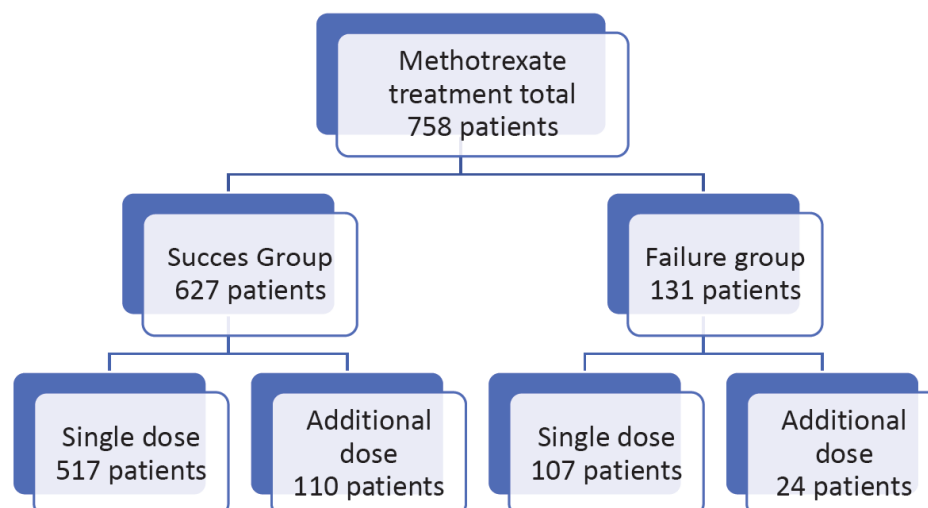 Methotrexate
treatment total
758 patients
Succes Group
627 patients
Failure group
131 patients
Single dose
517 patients
Additional
dose
110 patients
Single dose
107 patients
Additional
dose
24 patients